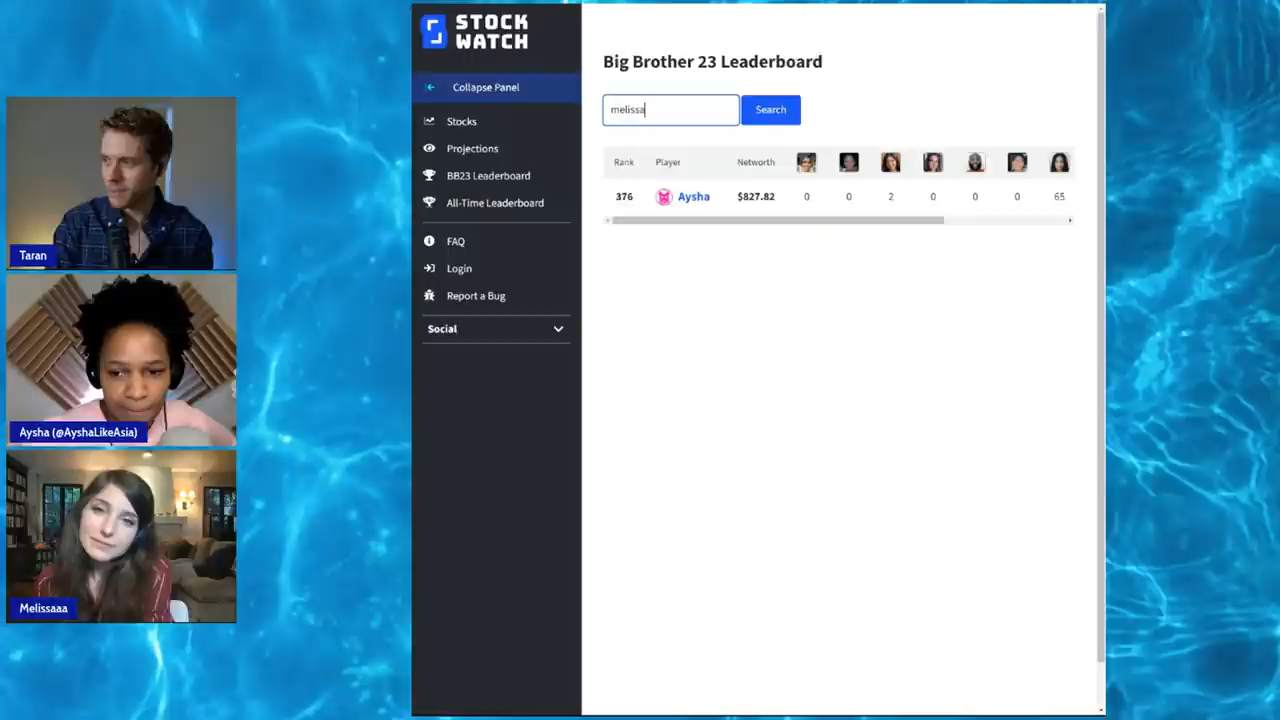 STOCK
WATCH
Collapse Panel
Stocks
Projections
BB23 Leaderboard
All-Time Leaderboard
FAQ
Login
Report a Bug
Social
Big Brother 23 Leaderboard
melissa
Search
Rank Player Networth
376 Aysha $827.82 0 0 2 0 0 0 65
Taran
Aysha (@AyshaLikeAsia)
Melissaaa